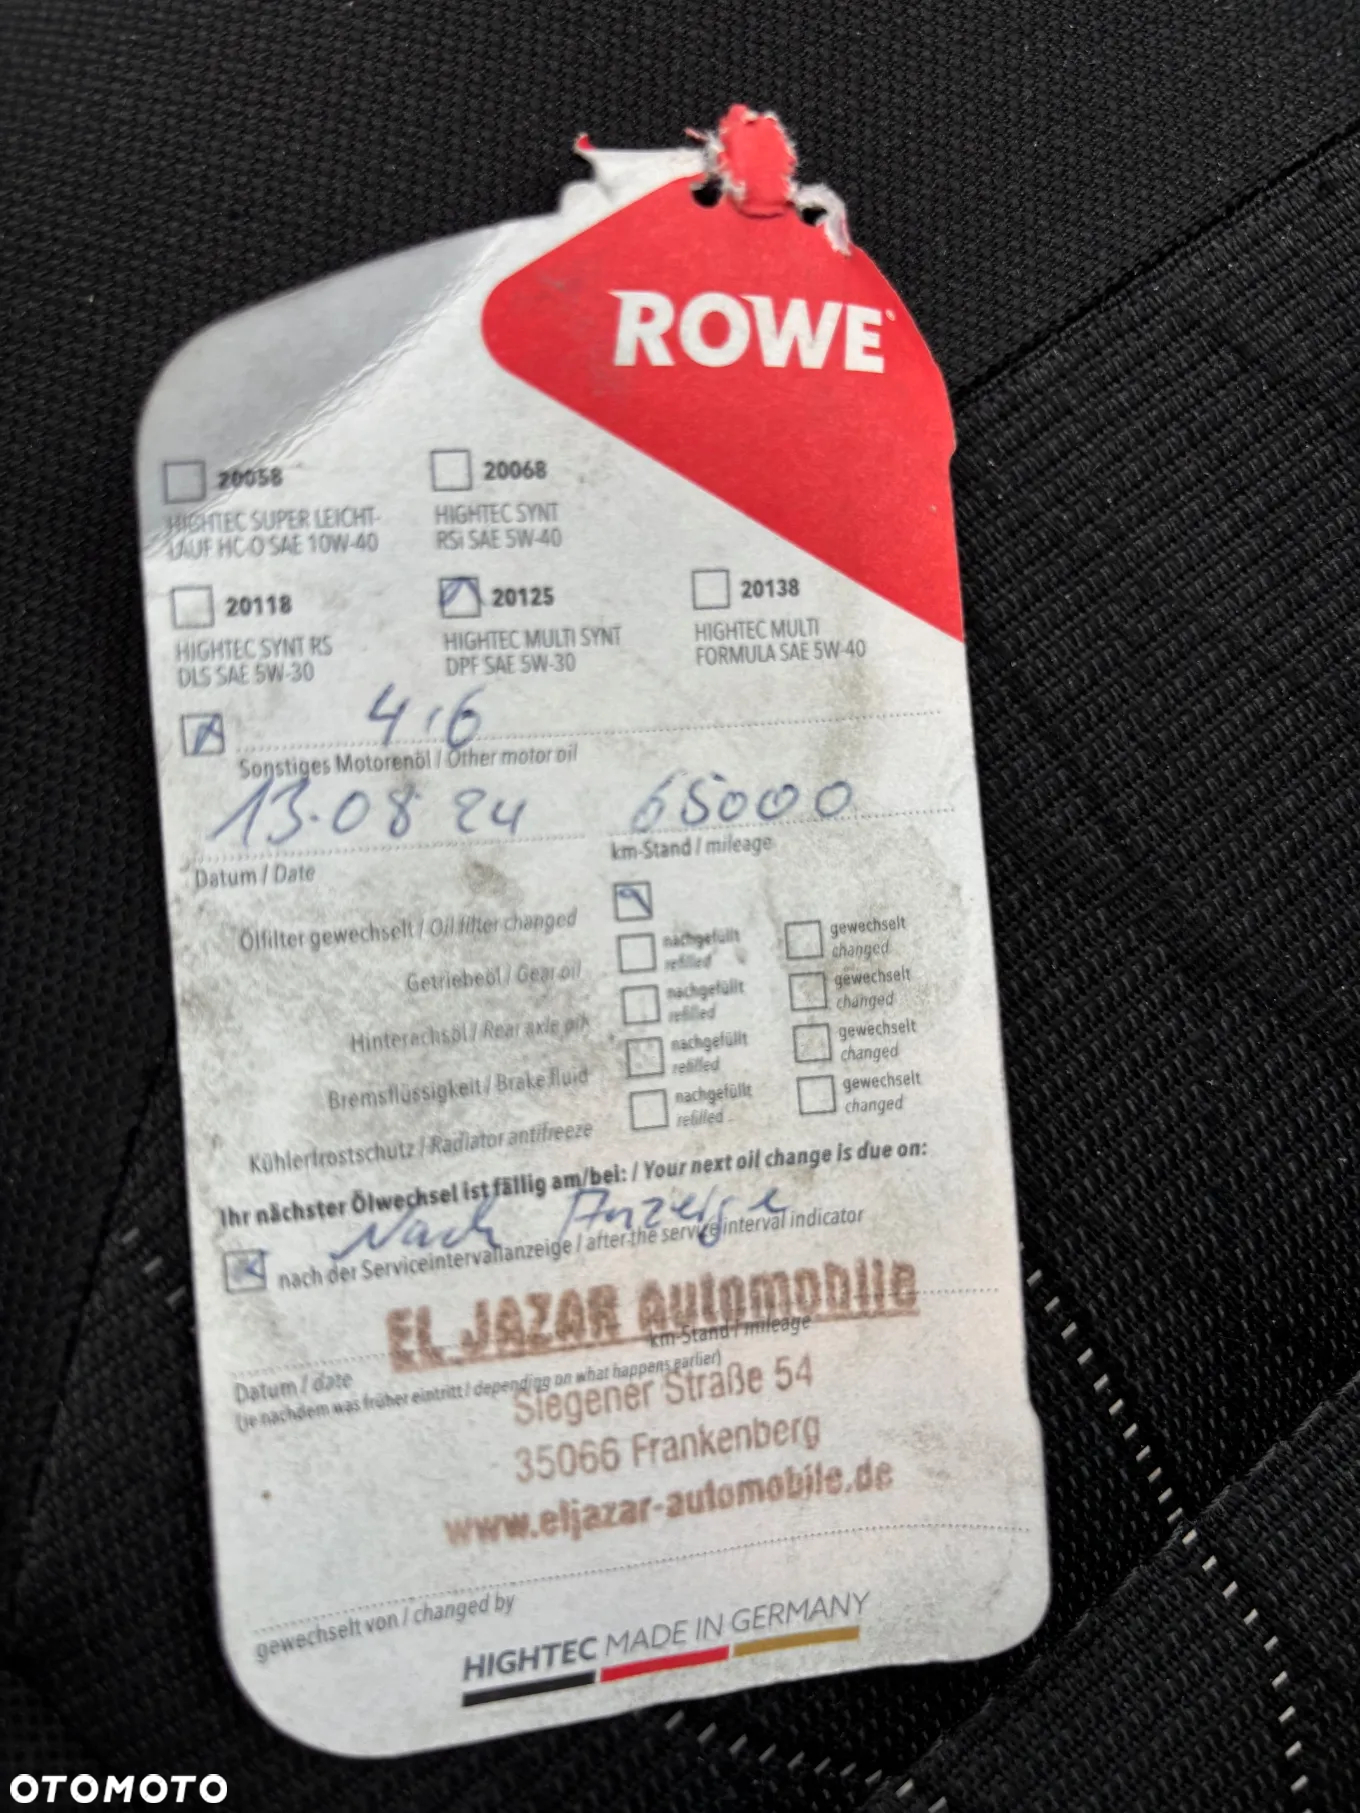 ROWE
20058
20068
HIGHTEC SUPER LEICHT-
LAUF HC-O SAE 10W-40
HIGHTEC SYNT
RSi SAE 5W-40
20118
20125
20138
HIGHTEC SYNT RS
DLS SAE 5W-30
HIGHTEC MULTI SYNT
DPF SAE 5W-30
HIGHTEC MULTI
FORMULA SAE 5W-40
4,6
Sonstiges Motorenöl / Other motor oil
13.08 24 65000
Datum / Date
km-Stand / mileage
Ölfilter gewechselt / Oil filter changed
Getriebeöl / Gear oil nachgefüllt refilled gewechselt changed
Hinterachsöl / Rear axle oil nachgefüllt refilled gewechselt changed
Bremsflüssigkeit / Brake fluid nachgefüllt refilled gewechselt changed
Kühlerfrostschutz / Radiator antifreeze nachgefüllt refilled gewechselt changed
Ihr nächster Ölwechsel ist fällig am/bei: / Your next oil change is due on:
Nach Anzeige
nach der Serviceintervallanzeige / after the service interval indicator
EL JAZAR Automobile
km-Stand / mileage
Datum / date
(je nachdem was früher eintritt / depending on what happens earlier)
Siegener Straße 54
35066 Frankenberg
www.eljazar-automobile.de
gewechselt von / changed by
HIGHTEC MADE IN GERMANY
OTOMOTO